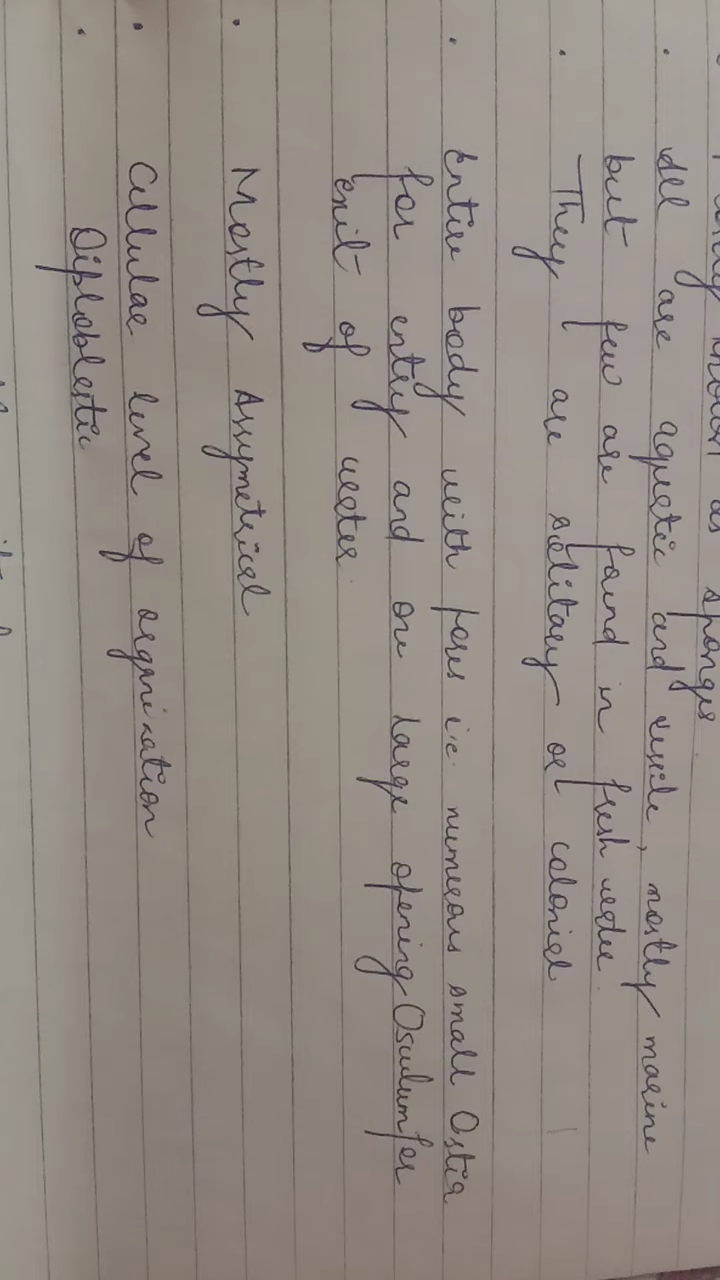 known as sponges.
• All are aquatic and sessile, mostly marine
but few are found in fresh water.
• They are solitary or colonial
• Entire body with pores i.e. numerous small Ostia
for entry and one large opening Osculum for
exit of water.
• Mostly Assymetrical
• Cellular level of organization
• Diploblastic